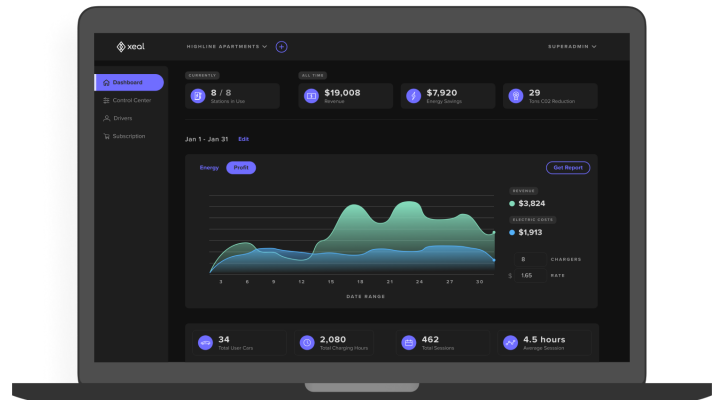 xeal
HIGHLINE APARTMENTS
SUPERADMIN
Dashboard
Control Center
Drivers
Subscription
CURRENTLY
8 / 8
Stations in Use
ALL TIME
$19,008
Revenue
$7,920
Energy Savings
29
Tons CO2 Reduction
Jan 1 - Jan 31 Edit
Energy Profit
Get Report
REVENUE
$3,824
ELECTRIC COSTS
$1,913
8 CHARGERS
$ 1.65 RATE
3 6 9 12 15 18 21 24 27 30
DATE RANGE
34
Total User Cars
2,080
Total Charging Hours
462
Total Sessions
4.5 hours
Average Session